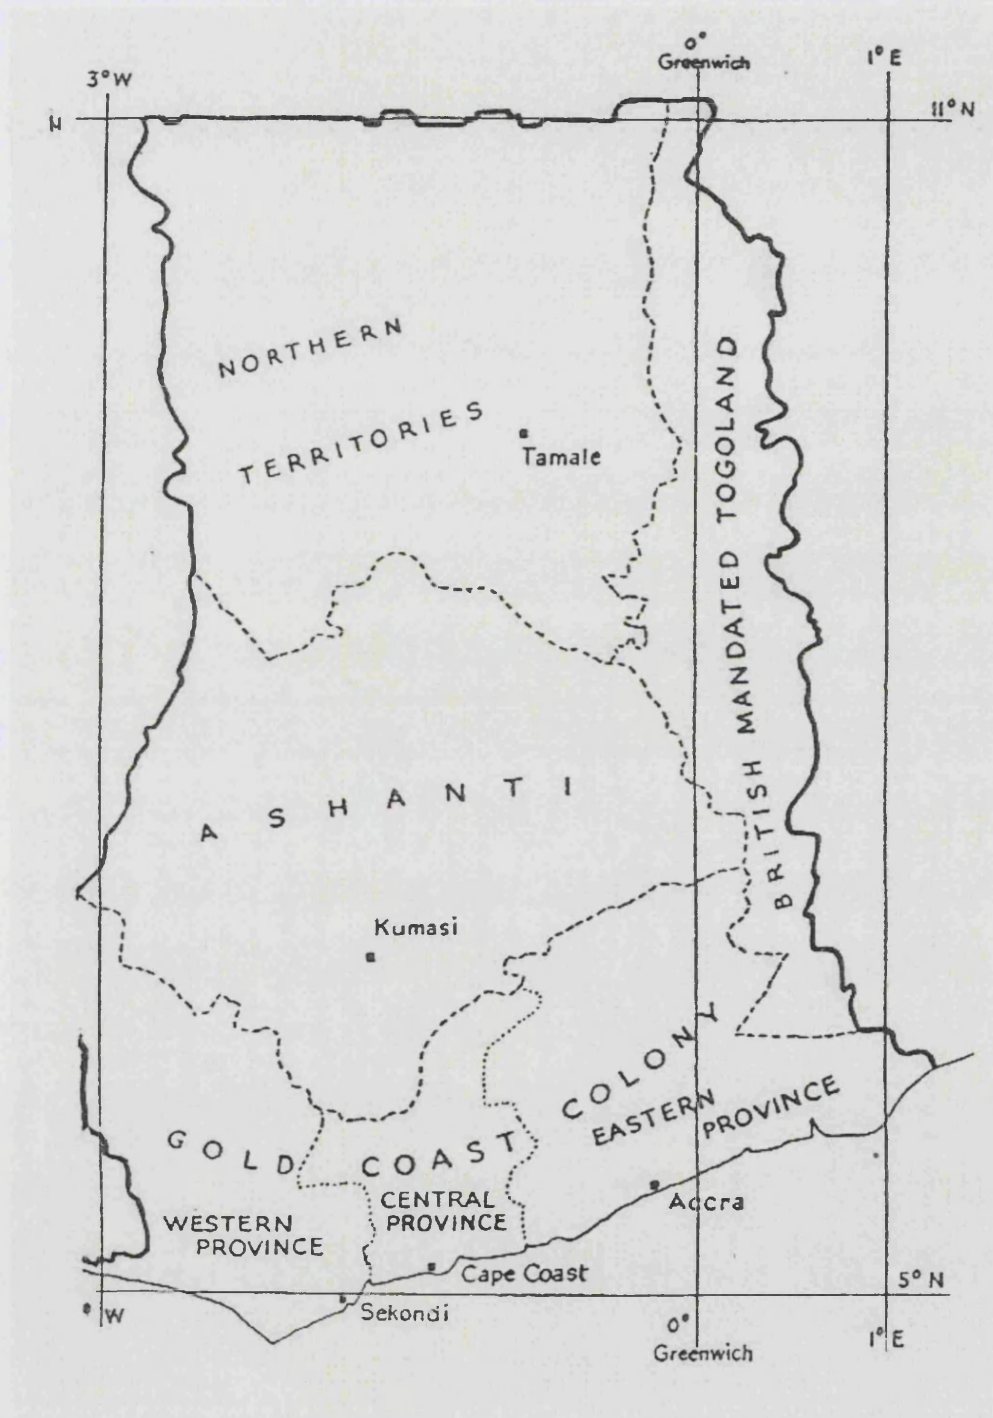 0°
Greenwich
1° E
3° W
N
11° N
NORTHERN
TERRITORIES
Tamale
BRITISH MANDATED TOGOLAND
ASHANTI
Kumasi
GOLD COAST COLONY
EASTERN
PROVINCE
CENTRAL
PROVINCE
WESTERN
PROVINCE
Accra
Cape Coast
Sekondi
5° N
° W
0°
Greenwich
1° E